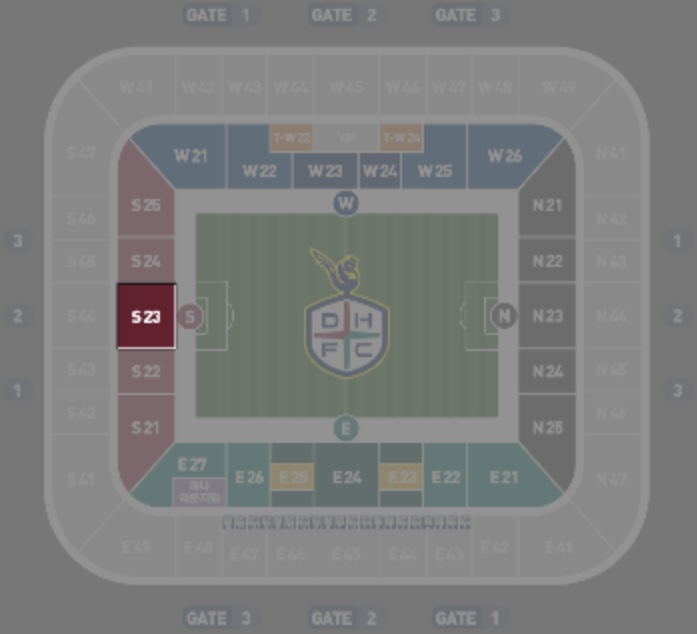 GATE 1 GATE 2 GATE 3
W41 W42 W43 W44 W45 W46 W47 W48 W49
T-W22 VIP T-W24
S47 W21 W22 W23 W24 W25 W26 N41
S25 N21
W
S46 N42
3 1
S45 S24 N22 N43
2 S44 S23 S N N23 N44 2
D H
F C
S43 S22 N24 N45
1 3
S42 N46
S21 E N25
S41 E27 E26 E25 E24 E23 E22 E21 N47
E49 E48 E47 E46 E45 E44 E43 E42 E41
GATE 3 GATE 2 GATE 1